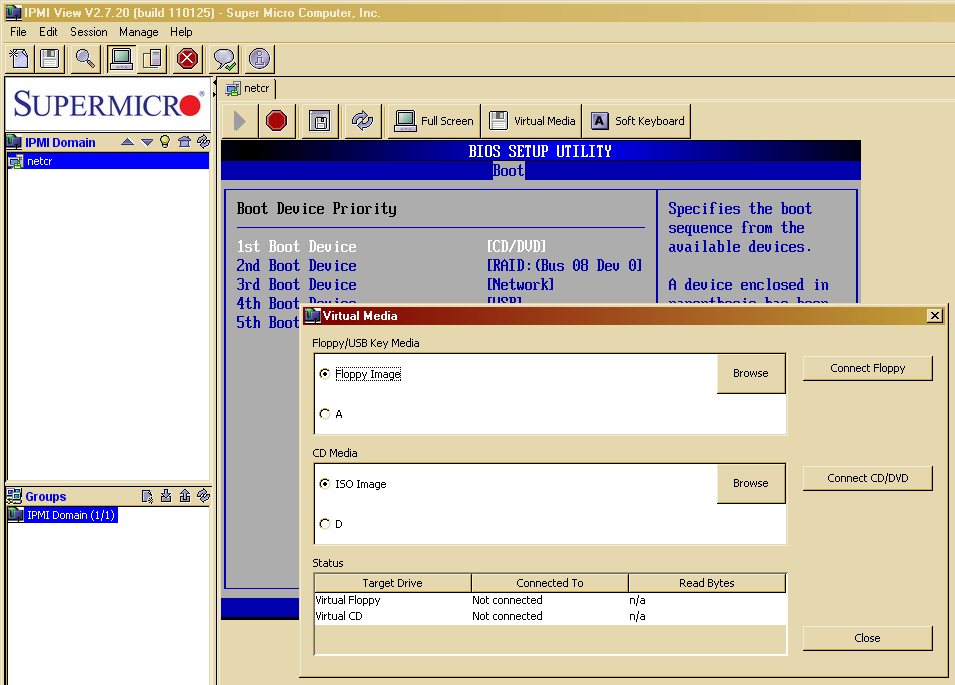 IPMI View V2.7.20 (build 110125) - Super Micro Computer, Inc.
File Edit Session Manage Help
SUPERMICRO
netcr
Full Screen Virtual Media A Soft Keyboard
IPMI Domain
netcr
BIOS SETUP UTILITY
Boot
Boot Device Priority
1st Boot Device [CD/DVD]
2nd Boot Device [RAID:(Bus 08 Dev 0]
3rd Boot Device [Network]
4th Boot [USB]
5th Boot
Specifies the boot
sequence from the
available devices.
A device enclosed in
parenthesis has been
Virtual Media
Floppy/USB Key Media
Floppy Image Browse
A
Connect Floppy
CD Media
ISO Image Browse
D
Connect CD/DVD
Status
Target Drive Connected To Read Bytes
Virtual Floppy Not connected n/a
Virtual CD Not connected n/a
Close
Groups
IPMI Domain (1/1)